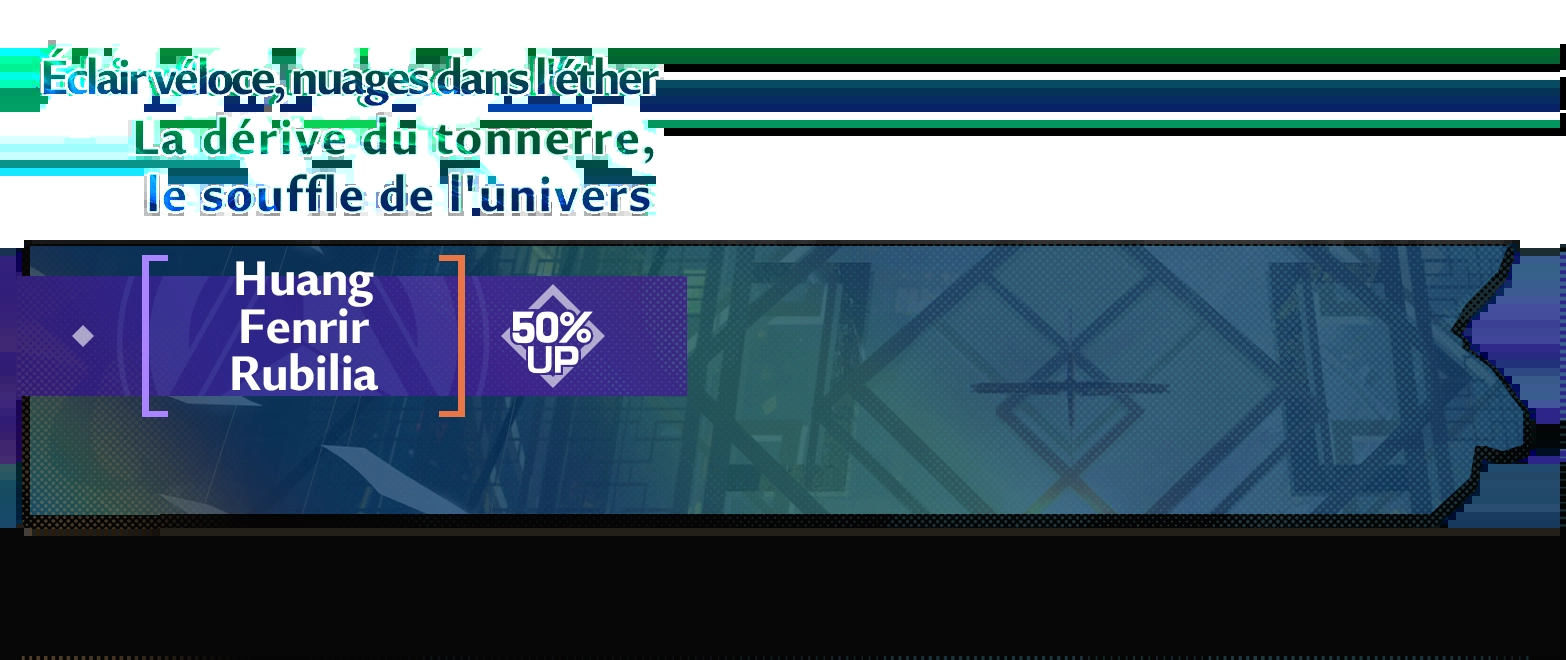 Éclair véloce, nuages dans l'éther
La dérive du tonnerre,
le souffle de l'univers
Huang
Fenrir
Rubilia
50%
UP